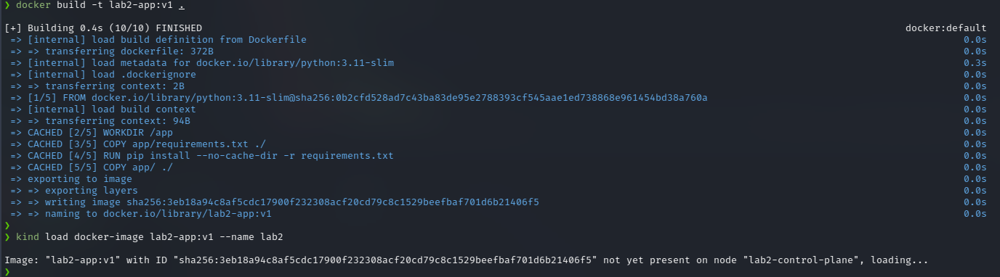 ❯ docker build -t lab2-app:v1 .
[+] Building 0.4s (10/10) FINISHED docker:default
=> [internal] load build definition from Dockerfile 0.0s
=> => transferring dockerfile: 372B 0.0s
=> [internal] load metadata for docker.io/library/python:3.11-slim 0.3s
=> [internal] load .dockerignore 0.0s
=> => transferring context: 2B 0.0s
=> [1/5] FROM docker.io/library/python:3.11-slim@sha256:0b2cfd528ad7c43ba83de95e2788393cf545aae1ed738868e961454bd38a760a 0.0s
=> [internal] load build context 0.0s
=> => transferring context: 94B 0.0s
=> CACHED [2/5] WORKDIR /app 0.0s
=> CACHED [3/5] COPY app/requirements.txt ./ 0.0s
=> CACHED [4/5] RUN pip install --no-cache-dir -r requirements.txt 0.0s
=> CACHED [5/5] COPY app/ ./ 0.0s
=> exporting to image 0.0s
=> => exporting layers 0.0s
=> => writing image sha256:3eb18a94c8af5cdc17900f232308acf20cd79c8c1529beefbaf701d6b21406f5 0.0s
=> => naming to docker.io/library/lab2-app:v1 0.0s
❯
❯ kind load docker-image lab2-app:v1 --name lab2
Image: "lab2-app:v1" with ID "sha256:3eb18a94c8af5cdc17900f232308acf20cd79c8c1529beefbaf701d6b21406f5" not yet present on node "lab2-control-plane", loading...
❯